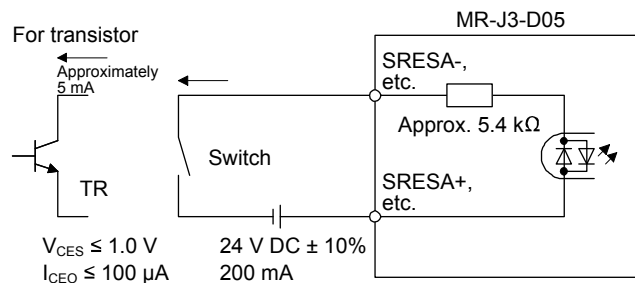 MR-J3-D05
For transistor
Approximately
5 mA
SRESA-,
etc.
Approx. 5.4 kΩ
Switch
TR
SRESA+,
etc.
V_CES ≤ 1.0 V
24 V DC ± 10%
I_CEO ≤ 100 μA
200 mA